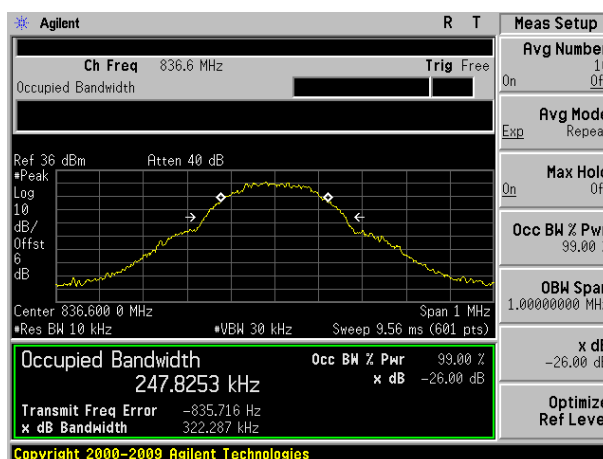 Agilent R T
Meas Setup
Ch Freq 836.6 MHz Trig Free
Occupied Bandwidth
Avg Number
10
On Off
Avg Mode
Exp Repeat
Max Hold
On Off
Occ BW % Pwr
99.00 %
OBW Span
1.00000000 MHz
x dB
-26.00 dB
Optimize
Ref Level
Ref 36 dBm Atten 40 dB
#Peak
Log
10
dB/
Offst
6
dB
Center 836.600 0 MHz Span 1 MHz
#Res BW 10 kHz #VBW 30 kHz Sweep 9.56 ms (601 pts)
Occupied Bandwidth Occ BW % Pwr 99.00 %
247.8253 kHz x dB -26.00 dB
Transmit Freq Error -835.716 Hz
x dB Bandwidth 322.287 kHz
Copyright 2000-2009 Agilent Technologies